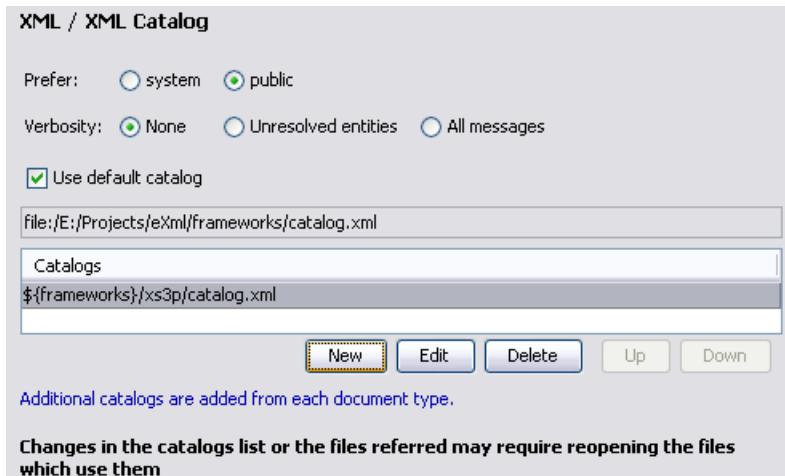 XML / XML Catalog
Prefer: system public
Verbosity: None Unresolved entities All messages
Use default catalog
file:/E:/Projects/eXml/frameworks/catalog.xml
Catalogs
${frameworks}/xs3p/catalog.xml
New Edit Delete Up Down
Additional catalogs are added from each document type.
Changes in the catalogs list or the files referred may require reopening the files
which use them